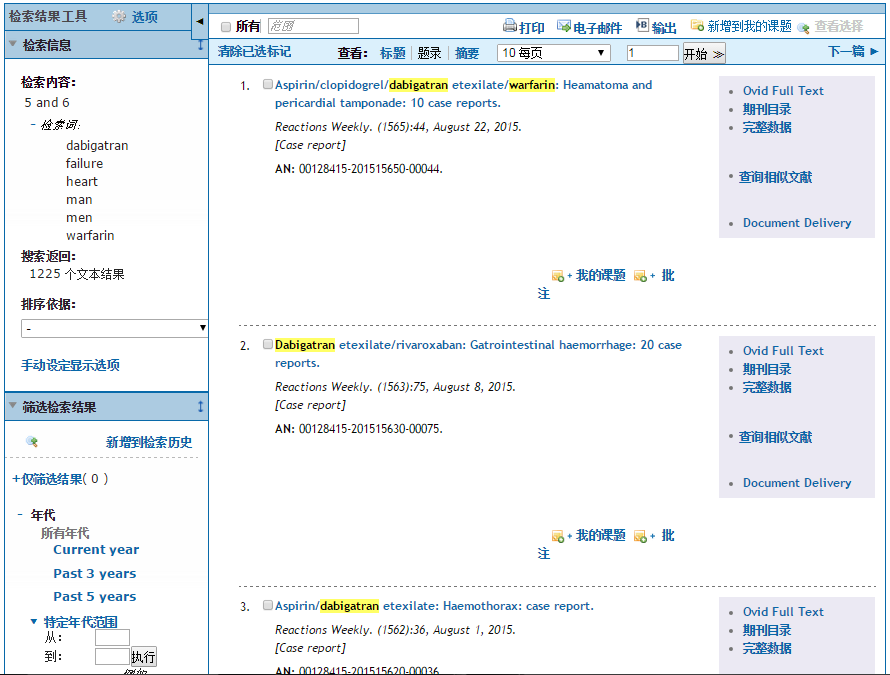 检索结果工具 选项
检索信息
检索内容:
5 and 6
- 检索词:
dabigatran
failure
heart
man
men
warfarin
搜索返回:
1225 个文本结果
排序依据:
-
手动设定显示选项
筛选检索结果
新增到检索历史
+仅筛选结果( 0 )
- 年代
所有年代
Current year
Past 3 years
Past 5 years
特定年代范围
从:
到: 执行
所有 范围 打印 电子邮件 输出 新增到我的课题 查看选择
清除已选标记 查看: 标题 | 题录 | 摘要 10 每页 1 开始 ≫ 下一篇
1. Aspirin/clopidogrel/dabigatran etexilate/warfarin: Heamatoma and
pericardial tamponade: 10 case reports.
Reactions Weekly. (1565):44, August 22, 2015.
[Case report]
AN: 00128415-201515650-00044.
• Ovid Full Text
• 期刊目录
• 完整数据
• 查询相似文献
• Document Delivery
+ 我的课题 + 批
注
2. Dabigatran etexilate/rivaroxaban: Gatrointestinal haemorrhage: 20 case
reports.
Reactions Weekly. (1563):75, August 8, 2015.
[Case report]
AN: 00128415-201515630-00075.
• Ovid Full Text
• 期刊目录
• 完整数据
• 查询相似文献
• Document Delivery
+ 我的课题 + 批
注
3. Aspirin/dabigatran etexilate: Haemothorax: case report.
Reactions Weekly. (1562):36, August 1, 2015.
[Case report]
AN: 00128415-201515620-00036.
• Ovid Full Text
• 期刊目录
• 完整数据